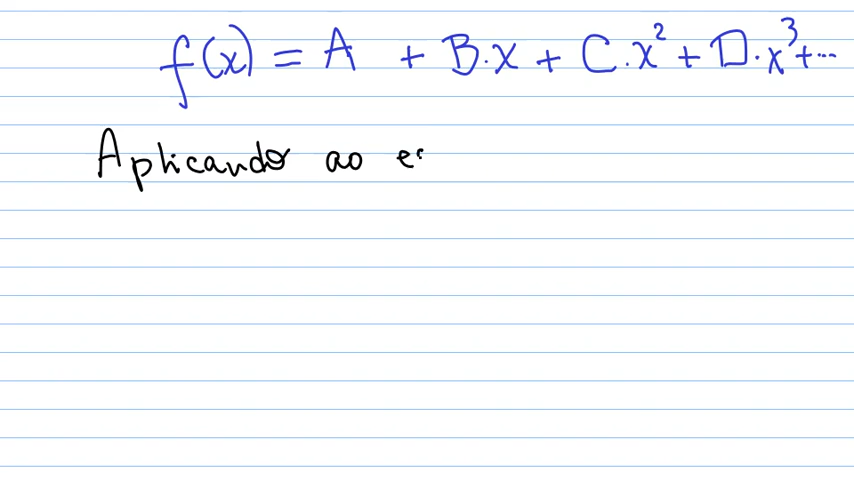 f(x) = A + B·x + C·x² + D·x³ + ...
Aplicando ao